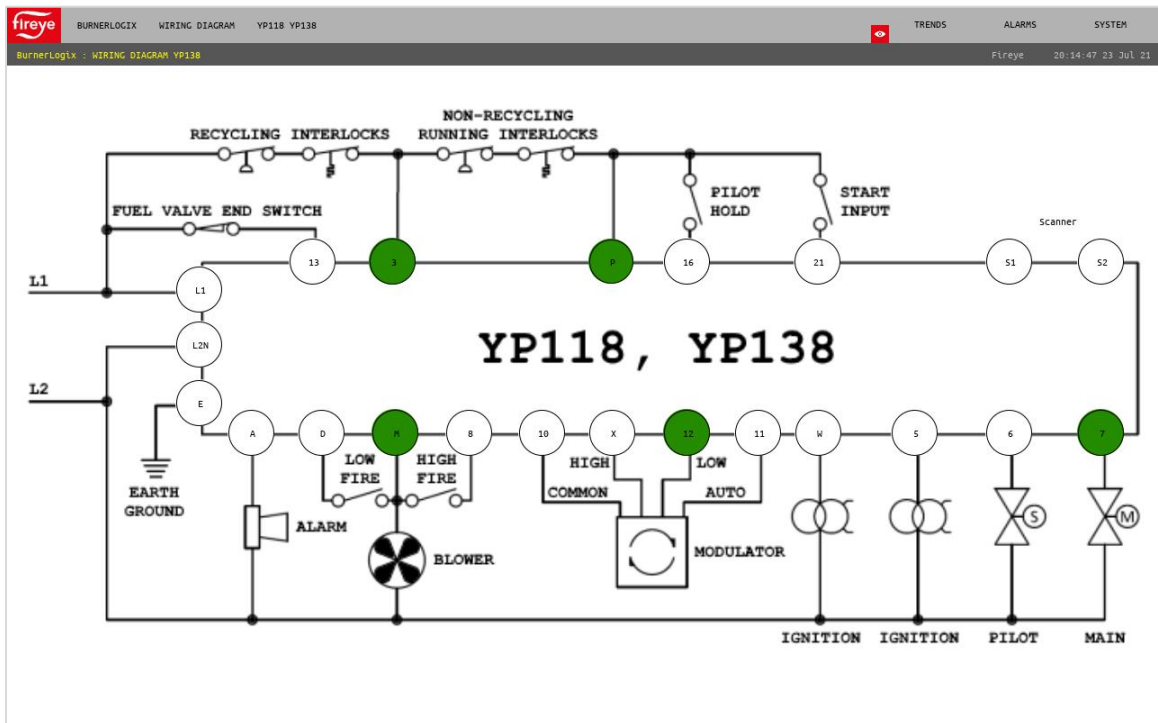 fireye BURNERLOGIX WIRING DIAGRAM YP118 YP138 TRENDS ALARMS SYSTEM
BurnerLogix : WIRING DIAGRAM YP138 Fireye 20:14:47 23 Jul 21
NON-RECYCLING
RECYCLING INTERLOCKS RUNNING INTERLOCKS
PILOT
HOLD
START
INPUT
FUEL VALVE END SWITCH
Scanner
13 3 P 16 21 S1 S2
L1
L1
L2N
YP118, YP138
L2
E
A D M 8 10 X 12 11 W 5 6 7
LOW
FIRE
HIGH
FIRE
HIGH LOW
COMMON AUTO
EARTH
GROUND
ALARM
S M
MODULATOR
BLOWER
IGNITION IGNITION PILOT MAIN